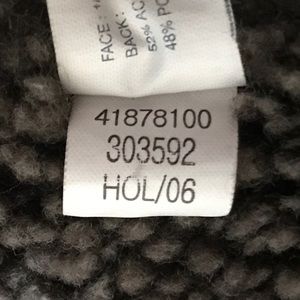 FACE:
BACK:
52% AC
48% PO
41878100
303592
HOL/06